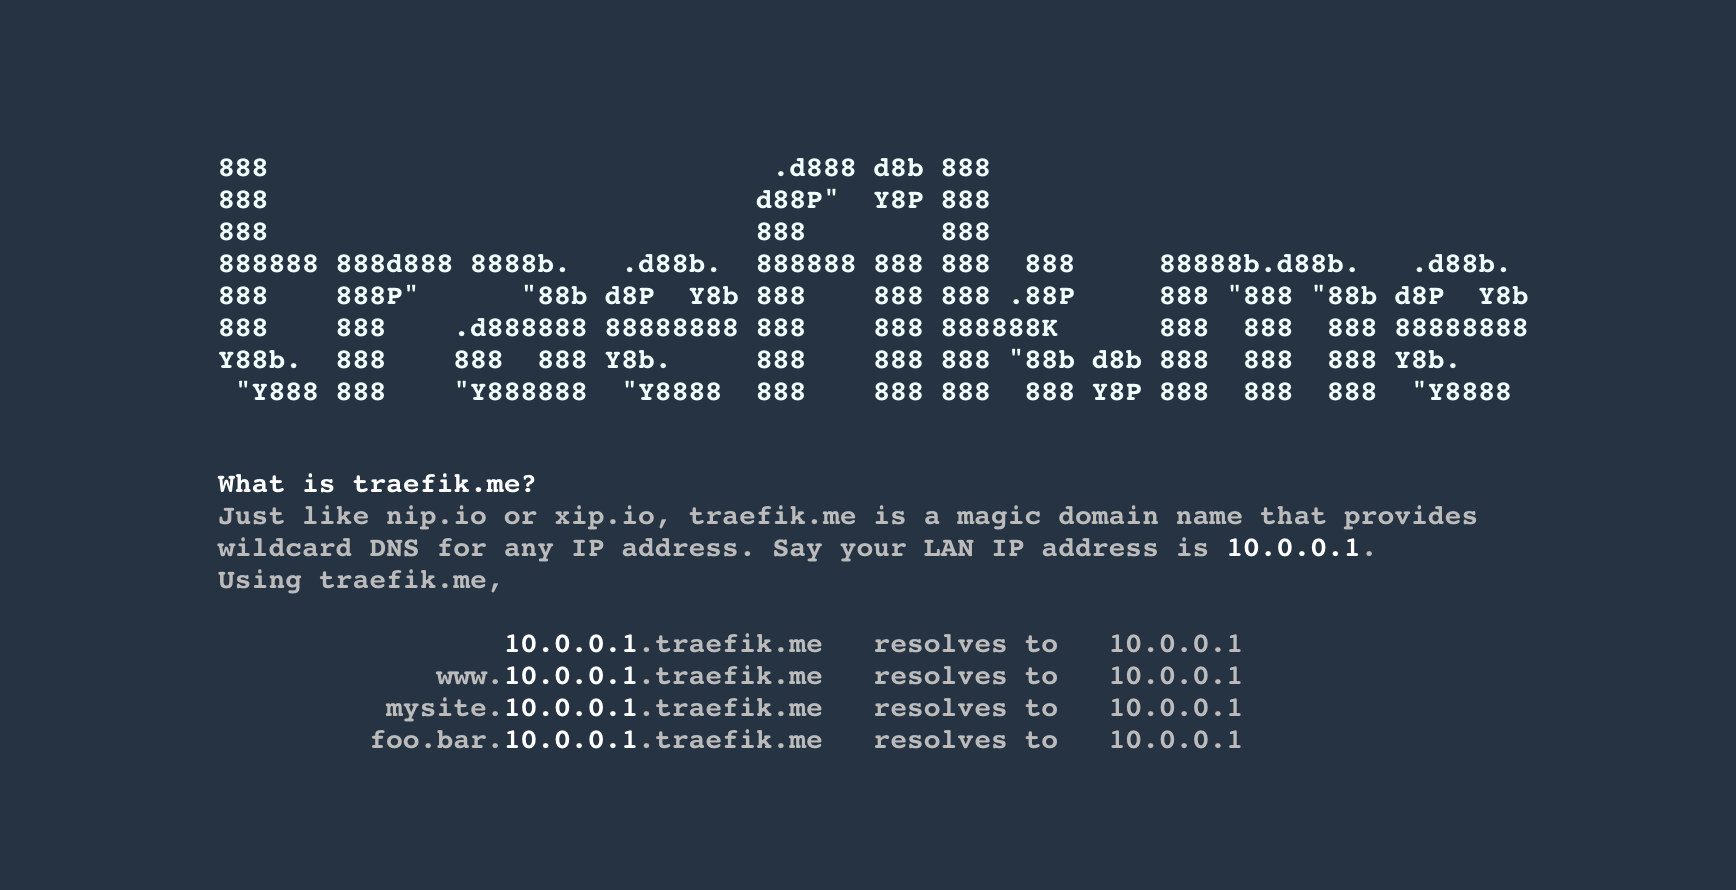 888                              .d888 d8b 888
888                             d88P"  Y8P 888
888                             888        888
888888 888d888 8888b.   .d88b.  888888 888 888  888     88888b.d88b.   .d88b.
888    888P"      "88b d8P  Y8b 888    888 888 .88P     888 "888 "88b d8P  Y8b
888    888    .d888888 88888888 888    888 888888K      888  888  888 88888888
Y88b.  888    888  888 Y8b.     888    888 888 "88b d8b 888  888  888 Y8b.
 "Y888 888    "Y888888  "Y8888  888    888 888  888 Y8P 888  888  888  "Y8888
What is traefik.me?
Just like nip.io or xip.io, traefik.me is a magic domain name that provides
wildcard DNS for any IP address. Say your LAN IP address is 10.0.0.1.
Using traefik.me,
10.0.0.1.traefik.me   resolves to   10.0.0.1
www.10.0.0.1.traefik.me   resolves to   10.0.0.1
mysite.10.0.0.1.traefik.me   resolves to   10.0.0.1
foo.bar.10.0.0.1.traefik.me   resolves to   10.0.0.1